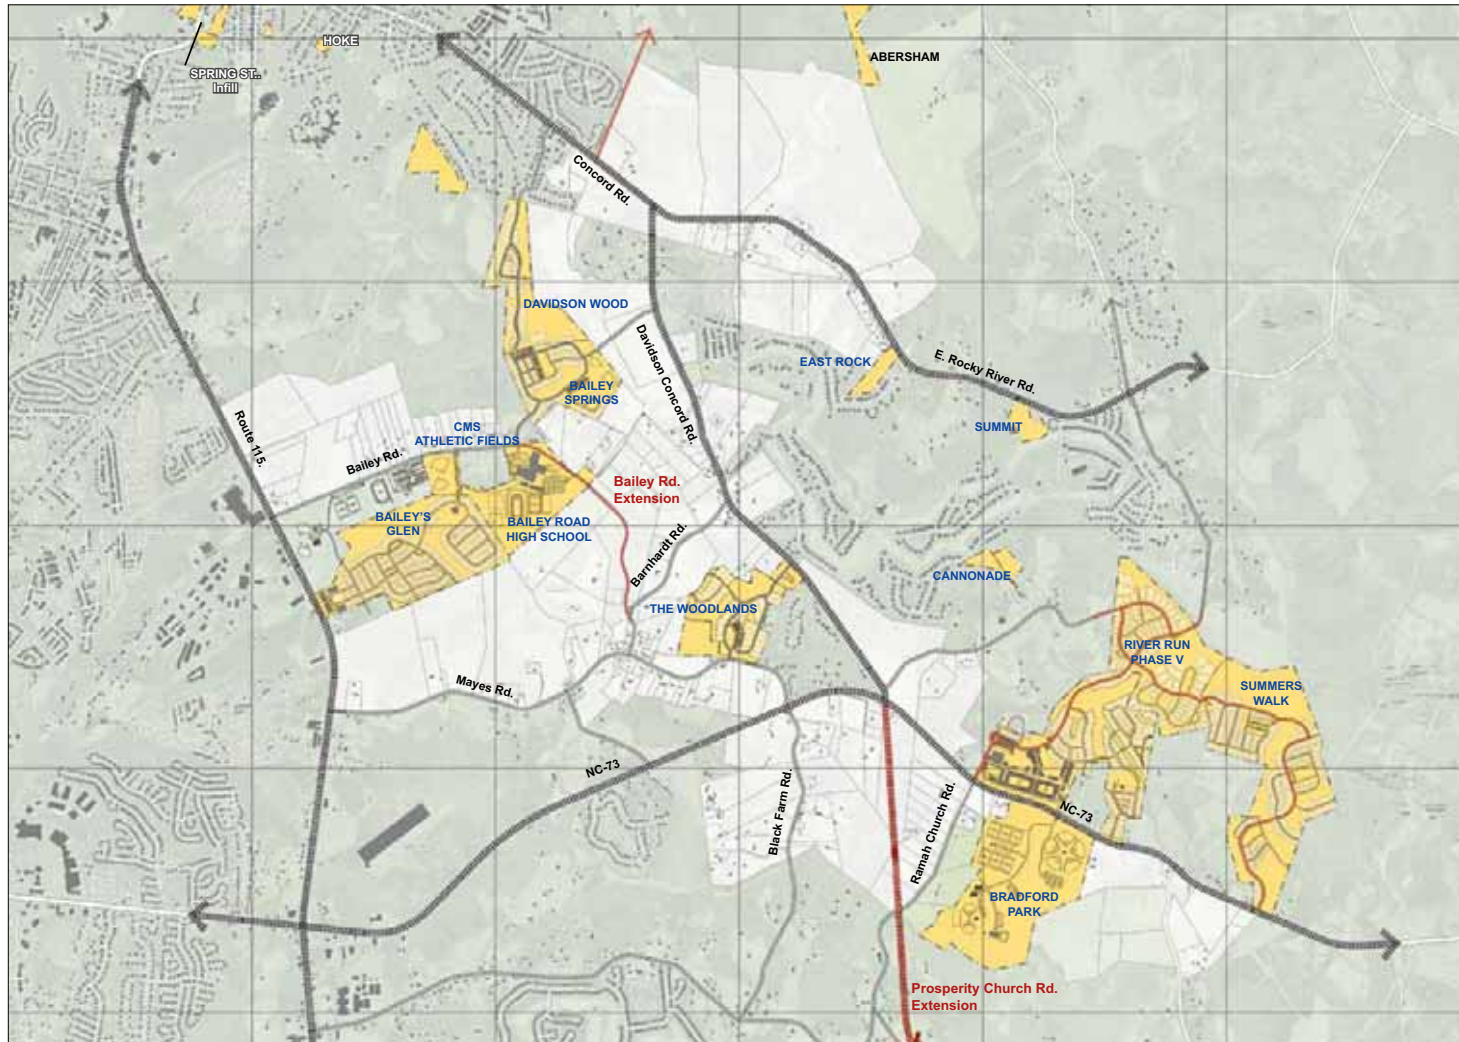 HOKE
SPRING ST..
Infill
ABERSHAM
Concord Rd.
DAVIDSON WOOD
Davidson Concord Rd.
EAST ROCK
E. Rocky River Rd.
BAILEY
SPRINGS
Route 115.
CMS
ATHLETIC FIELDS
SUMMIT
Bailey Rd.
Bailey Rd.
Extension
BAILEY'S
GLEN
BAILEY ROAD
HIGH SCHOOL
Barnhardt Rd.
CANNONADE
THE WOODLANDS
RIVER RUN
PHASE V
Mayes Rd.
SUMMERS
WALK
NC-73
Black Farm Rd.
Ramah Church Rd.
NC-73
BRADFORD
PARK
Prosperity Church Rd.
Extension